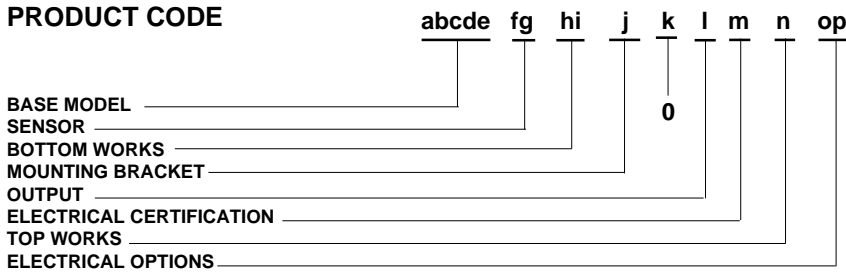 PRODUCT CODE abcde fg hi j k l m n op
BASE MODEL
0
SENSOR
BOTTOM WORKS
MOUNTING BRACKET
OUTPUT
ELECTRICAL CERTIFICATION
TOP WORKS
ELECTRICAL OPTIONS